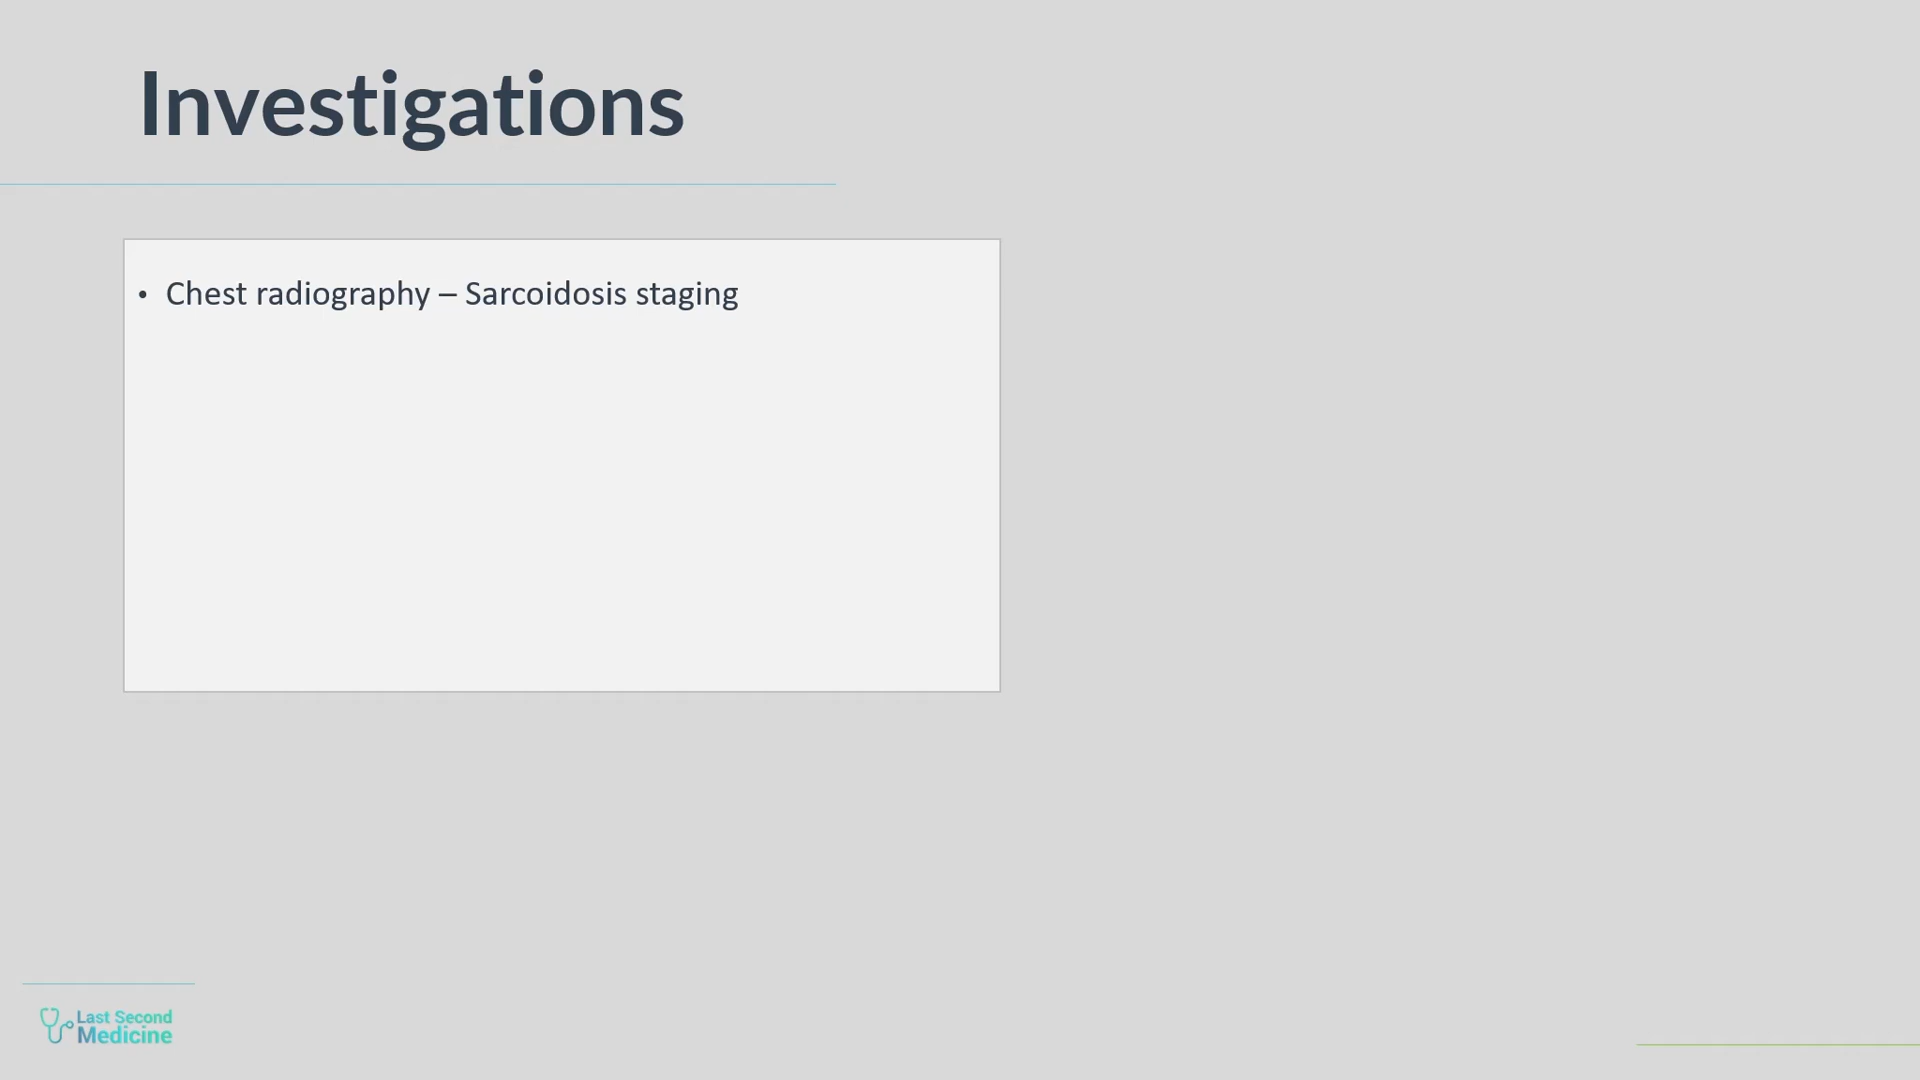 Investigations
• Chest radiography – Sarcoidosis staging
Last Second
Medicine